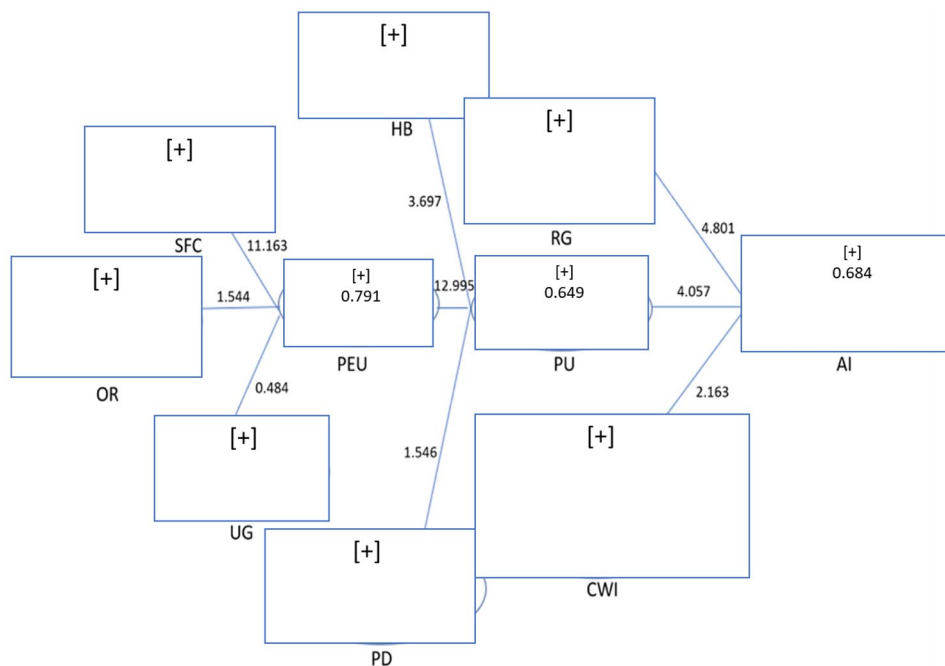 [+]
HB
[+]
RG
[+]
SFC
3.697
4.801
11.163
[+]
OR
1.544
[+]
0.791
PEU
12.995
[+]
0.649
PU
4.057
[+]
0.684
AI
0.484
2.163
[+]
UG
1.546
[+]
CWI
[+]
PD